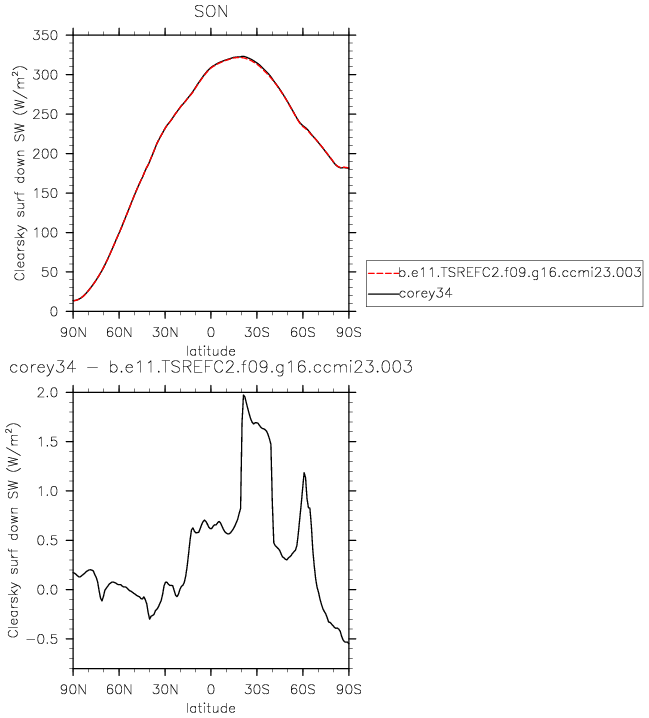 SON
350
300
250
200
150
100
50
0
Clearsky surf down SW (W/m²)
90N 60N 30N 0 30S 60S 90S
latitude
b.e11.TSREFC2.f09.g16.ccmi23.003
corey34
corey34 − b.e11.TSREFC2.f09.g16.ccmi23.003
2.0
1.5
1.0
0.5
0.0
−0.5
Clearsky surf down SW (W/m²)
90N 60N 30N 0 30S 60S 90S
latitude